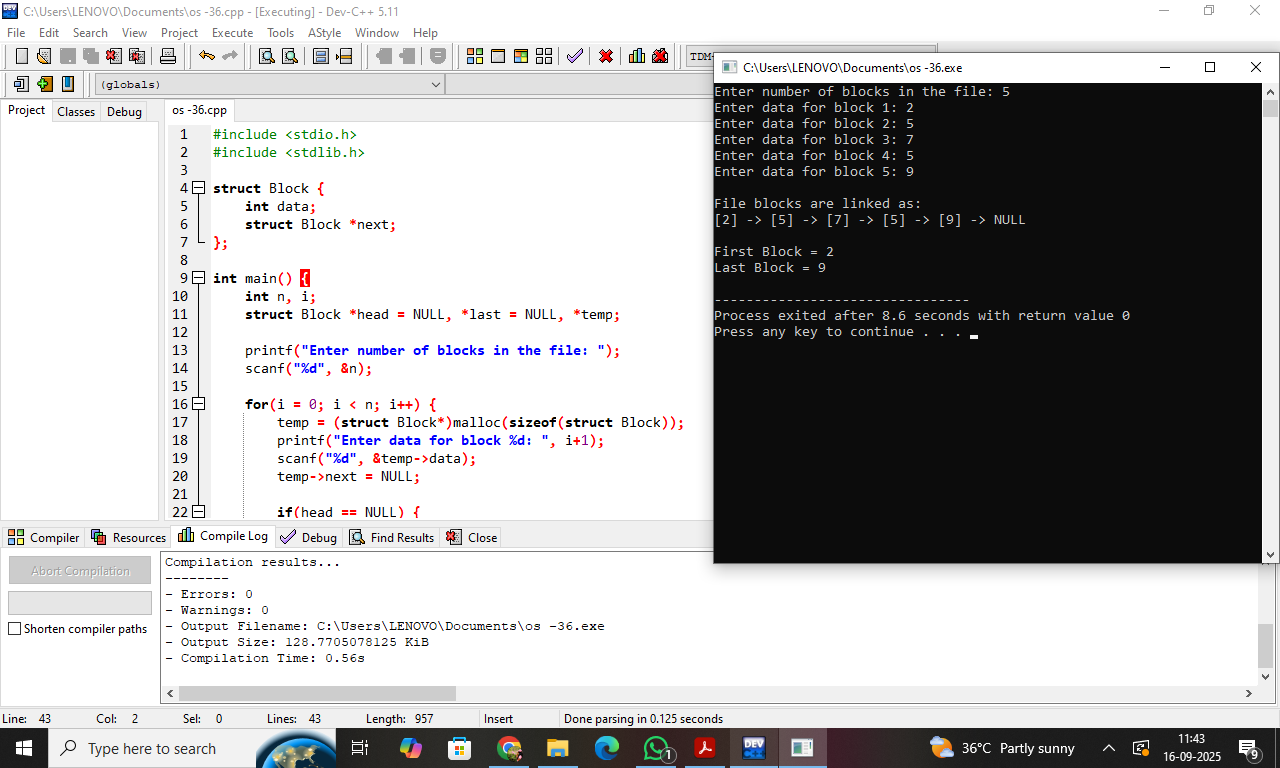 C:\Users\LENOVO\Documents\os -36.cpp - [Executing] - Dev-C++ 5.11
File Edit Search View Project Execute Tools AStyle Window Help
TDM-
(globals)
Project Classes Debug
os -36.cpp
1 #include <stdio.h>
2 #include <stdlib.h>
3
4 struct Block {
5 int data;
6 struct Block *next;
7 };
8
9 int main() {
10 int n, i;
11 struct Block *head = NULL, *last = NULL, *temp;
12
13 printf("Enter number of blocks in the file: ");
14 scanf("%d", &n);
15
16 for(i = 0; i < n; i++) {
17 temp = (struct Block*)malloc(sizeof(struct Block));
18 printf("Enter data for block %d: ", i+1);
19 scanf("%d", &temp->data);
20 temp->next = NULL;
21
22 if(head == NULL) {
C:\Users\LENOVO\Documents\os -36.exe
Enter number of blocks in the file: 5
Enter data for block 1: 2
Enter data for block 2: 5
Enter data for block 3: 7
Enter data for block 4: 5
Enter data for block 5: 9
File blocks are linked as:
[2] -> [5] -> [7] -> [5] -> [9] -> NULL
First Block = 2
Last Block = 9
--------------------------------
Process exited after 8.6 seconds with return value 0
Press any key to continue . . .
Compiler Resources Compile Log Debug Find Results Close
Abort Compilation
Shorten compiler paths
Compilation results...
--------
- Errors: 0
- Warnings: 0
- Output Filename: C:\Users\LENOVO\Documents\os -36.exe
- Output Size: 128.7705078125 KiB
- Compilation Time: 0.56s
Line: 43 Col: 2 Sel: 0 Lines: 43 Length: 957 Insert Done parsing in 0.125 seconds
Type here to search
1
DEV
36°C Partly sunny
11:43
16-09-2025
9